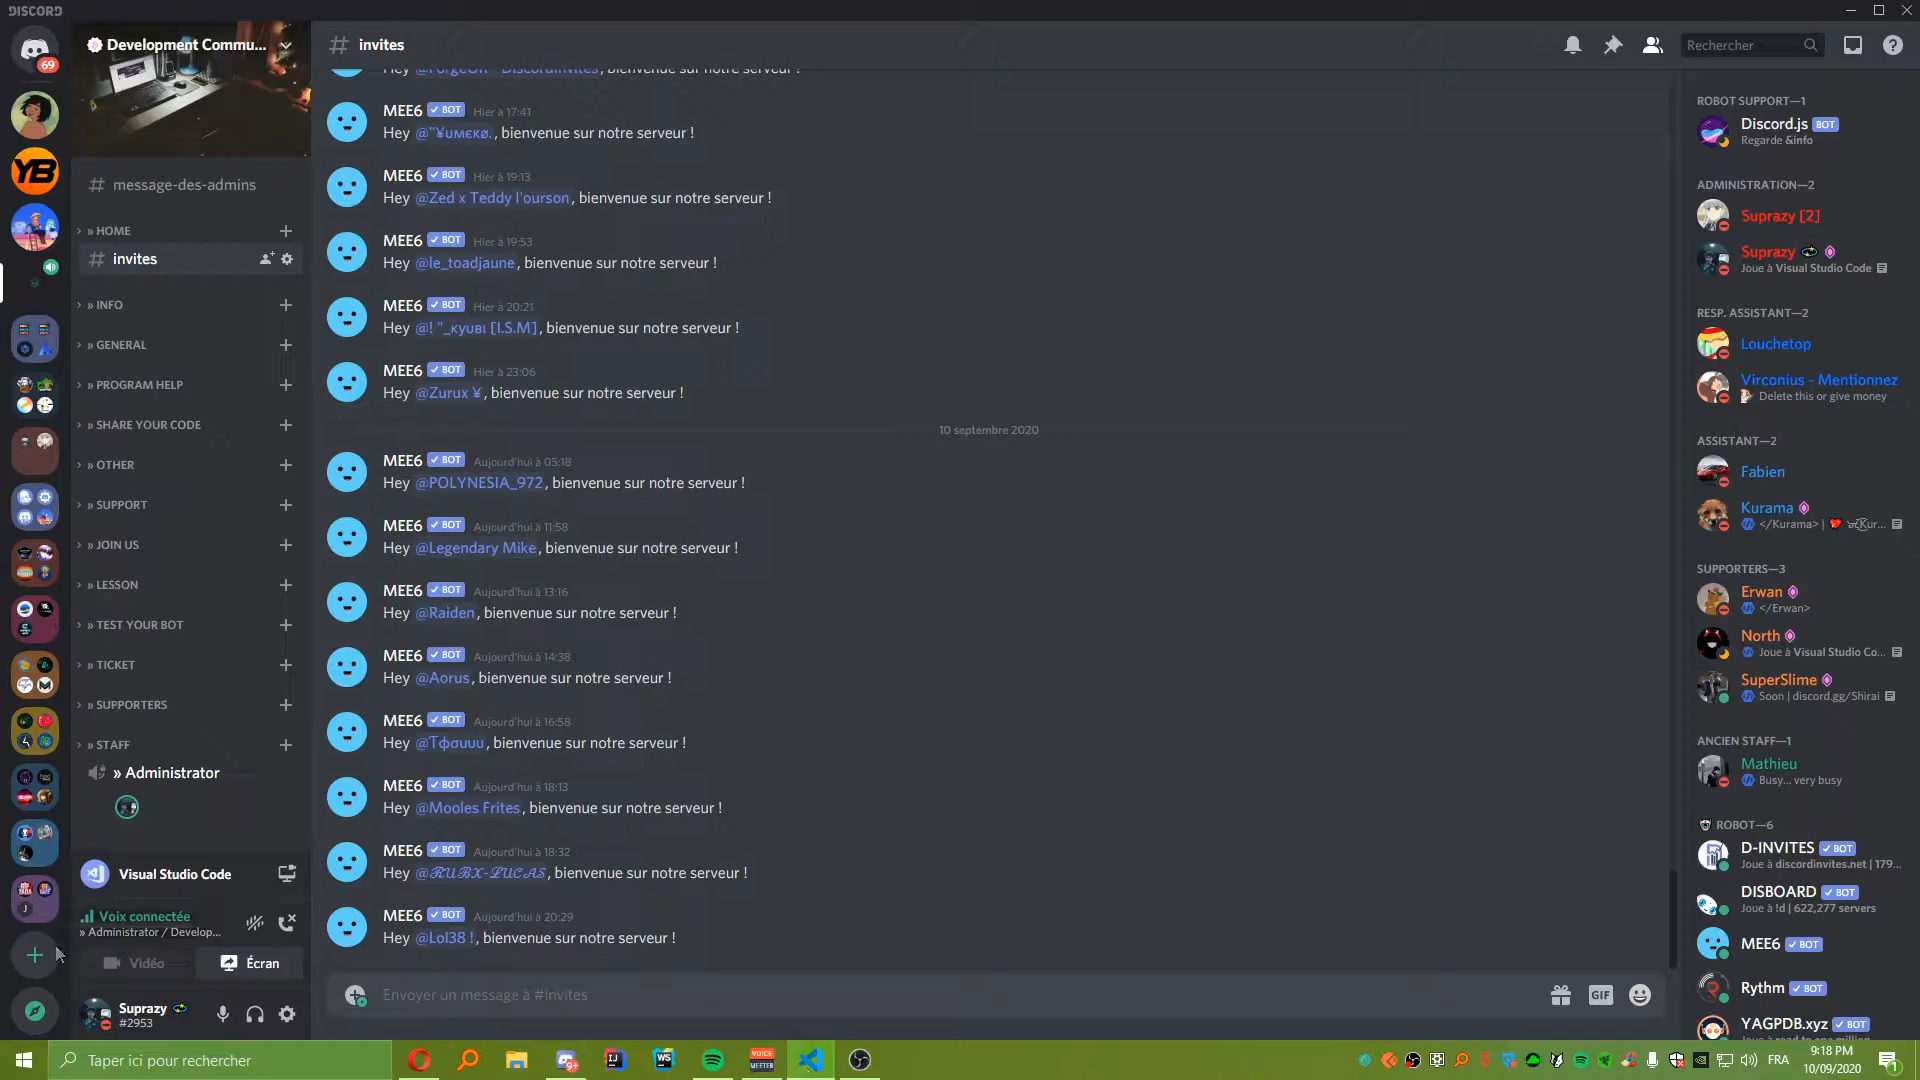 DISCORD
69
Development Commu...
# invites
Rechercher
YB
# message-des-admins
» HOME
# invites
» INFO
» GENERAL
» PROGRAM HELP
» SHARE YOUR CODE
» OTHER
» SUPPORT
» JOIN US
» LESSON
» TEST YOUR BOT
» TICKET
» SUPPORTERS
» STAFF
» Administrator
Visual Studio Code
Voix connectée
» Administrator / Develop...
Vidéo
Écran
Suprazy
#2953
MEE6 ✓ BOT Hier à 17:41
Hey @"¥υмєкø., bienvenue sur notre serveur !
MEE6 ✓ BOT Hier à 19:13
Hey @Zed x Teddy l'ourson, bienvenue sur notre serveur !
MEE6 ✓ BOT Hier à 19:53
Hey @le_toadjaune, bienvenue sur notre serveur !
MEE6 ✓ BOT Hier à 20:21
Hey @! "_кyυвι [I.S.M], bienvenue sur notre serveur !
MEE6 ✓ BOT Hier à 23:06
Hey @Zurux ¥, bienvenue sur notre serveur !
10 septembre 2020
MEE6 ✓ BOT Aujourd'hui à 05:18
Hey @POLYNESIA_972, bienvenue sur notre serveur !
MEE6 ✓ BOT Aujourd'hui à 11:58
Hey @Legendary Mike, bienvenue sur notre serveur !
MEE6 ✓ BOT Aujourd'hui à 13:16
Hey @Raiden, bienvenue sur notre serveur !
MEE6 ✓ BOT Aujourd'hui à 14:38
Hey @Aorus, bienvenue sur notre serveur !
MEE6 ✓ BOT Aujourd'hui à 16:58
Hey @Tфσuuu, bienvenue sur notre serveur !
MEE6 ✓ BOT Aujourd'hui à 18:13
Hey @Mooles Frites, bienvenue sur notre serveur !
MEE6 ✓ BOT Aujourd'hui à 18:32
Hey @𝓡𝓤𝓑𝓧-𝓛𝓤𝓒𝓐𝓢, bienvenue sur notre serveur !
MEE6 ✓ BOT Aujourd'hui à 20:29
Hey @Lol38 !, bienvenue sur notre serveur !
Envoyer un message à #invites
GIF
ROBOT SUPPORT—1
Discord.js BOT
Regarde &info
ADMINISTRATION—2
Suprazy [2]
Suprazy
Joue à Visual Studio Code
RESP. ASSISTANT—2
Louchetop
Virconius - Mentionnez
Delete this or give money
ASSISTANT—2
Fabien
Kurama
</Kurama> |
SUPPORTERS—3
Erwan
</Erwan>
North
Joue à Visual Studio Co...
SuperSlime
Soon | discord.gg/Shirai
ANCIEN STAFF—1
Mathieu
Busy... very busy
ROBOT—6
D-INVITES ✓ BOT
Joue à discordinvites.net | 179...
DISBOARD ✓ BOT
Joue à !d | 622,277 servers
MEE6 ✓ BOT
Rythm ✓ BOT
YAGPDB.xyz ✓ BOT
Taper ici pour rechercher
IJ
WS
VOICE
MEETER
FRA
9:18 PM
10/09/2020
1